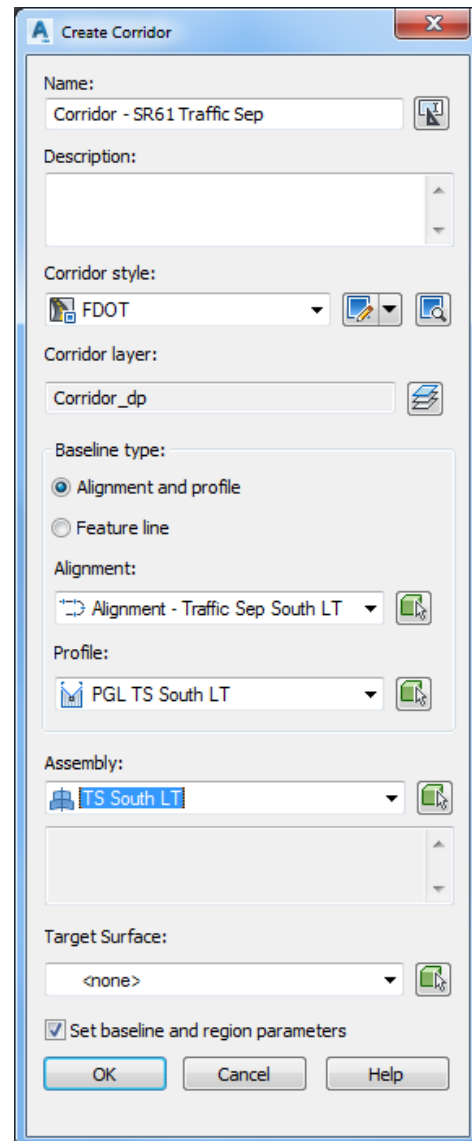 Create Corridor
Name:
Corridor - SR61 Traffic Sep
Description:
Corridor style:
FDOT
Corridor layer:
Corridor_dp
Baseline type:
Alignment and profile
Feature line
Alignment:
Alignment - Traffic Sep South LT
Profile:
PGL TS South LT
Assembly:
TS South LT
Target Surface:
<none>
Set baseline and region parameters
OK Cancel Help